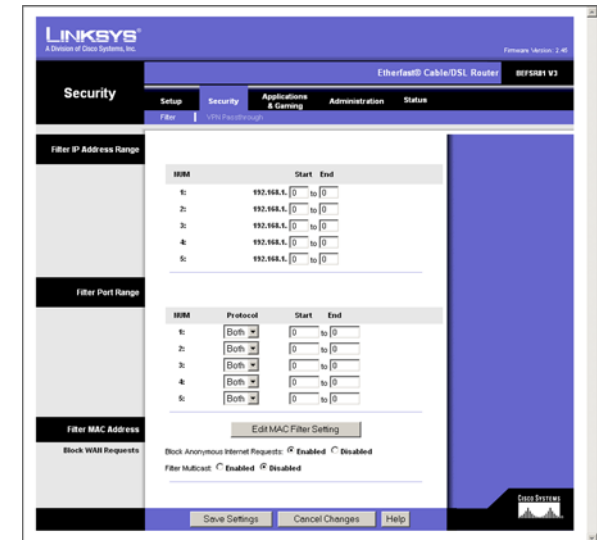 LINKSYS®
A Division of Cisco Systems, Inc.
Firmware Version: 2.48
Etherfast® Cable/DSL Router BEFSR81 V3
Security
Setup Security Applications & Gaming Administration Status
Filter VPN Passthrough
Filter IP Address Range
NUM Start End
1: 192.168.1. 0 to 0
2: 192.168.1. 0 to 0
3: 192.168.1. 0 to 0
4: 192.168.1. 0 to 0
5: 192.168.1. 0 to 0
Filter Port Range
NUM Protocol Start End
1: Both 0 to 0
2: Both 0 to 0
3: Both 0 to 0
4: Both 0 to 0
5: Both 0 to 0
Filter MAC Address Edit MAC Filter Setting
Block WAN Requests Block Anonymous Internet Requests: Enabled Disabled
Filter Multicast: Enabled Disabled
CISCO SYSTEMS
Save Settings Cancel Changes Help